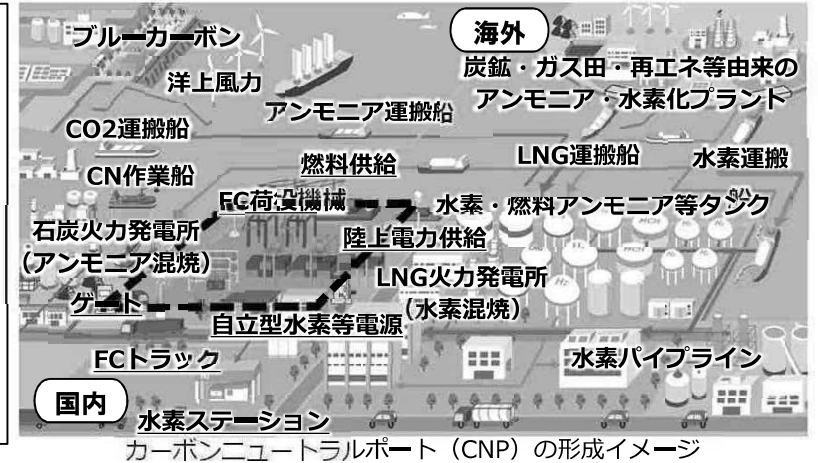 ブルーカーボン
海外
洋上風力
炭鉱・ガス田・再エネ等由来の
アンモニア・水素化プラント
アンモニア運搬船
CO2運搬船
燃料供給
LNG運搬船
水素運搬
船
CN作業船
FC荷役機械
水素・燃料アンモニア等タンク
石炭火力発電所
（アンモニア混焼）
陸上電力供給
LNG火力発電所
（水素混焼）
ゲート
自立型水素等電源
FCトラック
水素パイプライン
国内
水素ステーション
カーボンニュートラルポート（CNP）の形成イメージ